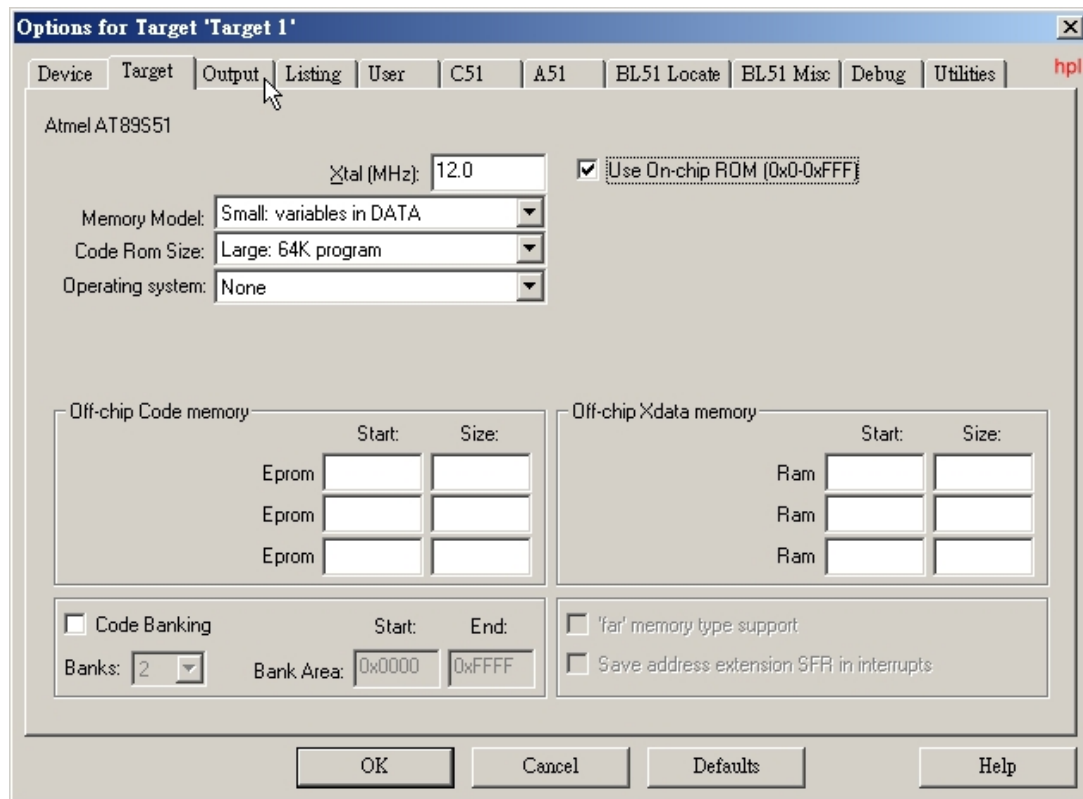 Options for Target 'Target 1'
Device Target Output Listing User C51 A51 BL51 Locate BL51 Misc Debug Utilities
hpl
Atmel AT89S51
Xtal (MHz): 12.0 Use On-chip ROM (0x0-0xFFF)
Memory Model: Small: variables in DATA
Code Rom Size: Large: 64K program
Operating system: None
Off-chip Code memory
Start: Size:
Eprom
Eprom
Eprom
Off-chip Xdata memory
Start: Size:
Ram
Ram
Ram
Code Banking Start: End:
Banks: 2 Bank Area: 0x0000 0xFFFF
'far' memory type support
Save address extension SFR in interrupts
OK Cancel Defaults Help